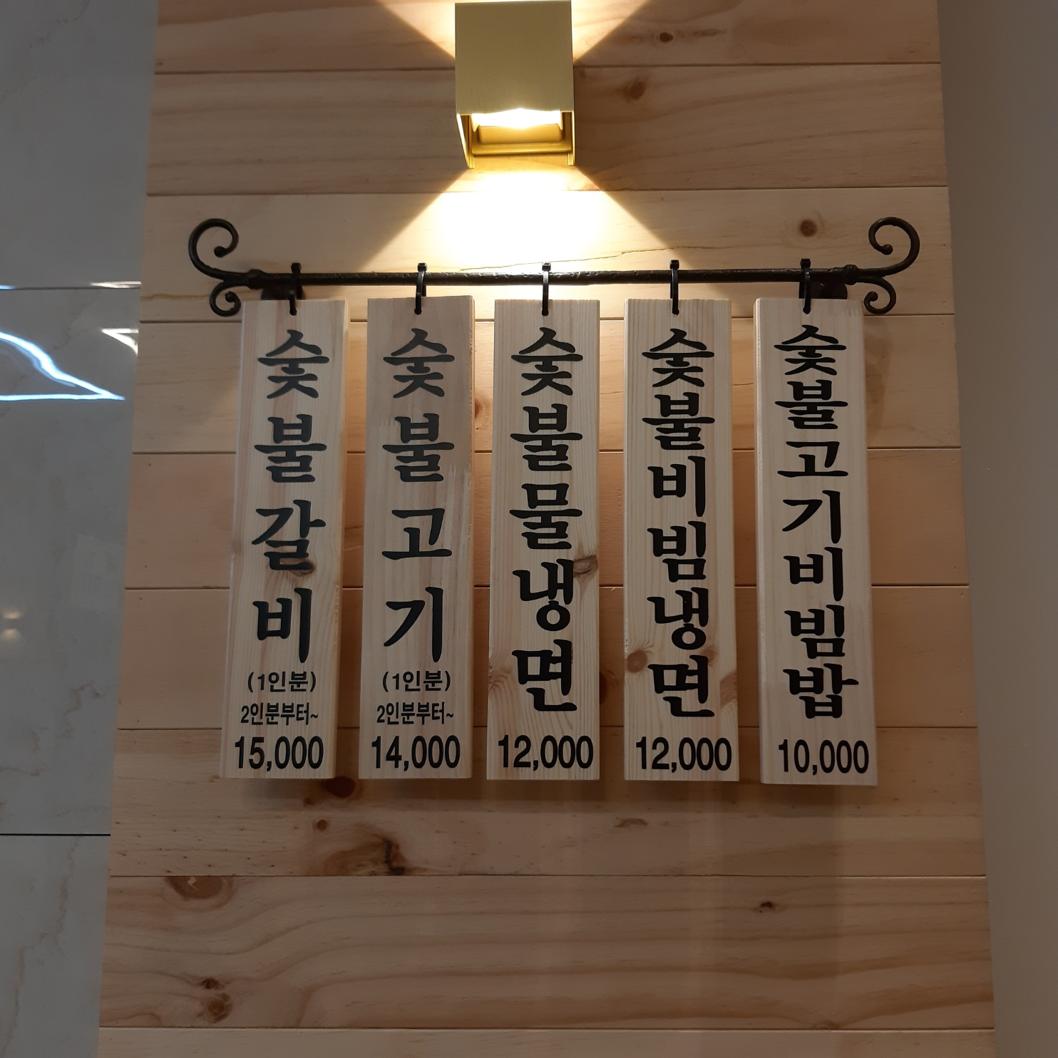 숯불갈비
(1인분)
2인분부터~
15,000
숯불고기
(1인분)
2인분부터~
14,000
숯불물냉면
12,000
숯불비빔냉면
12,000
숯불고기비빔밥
10,000